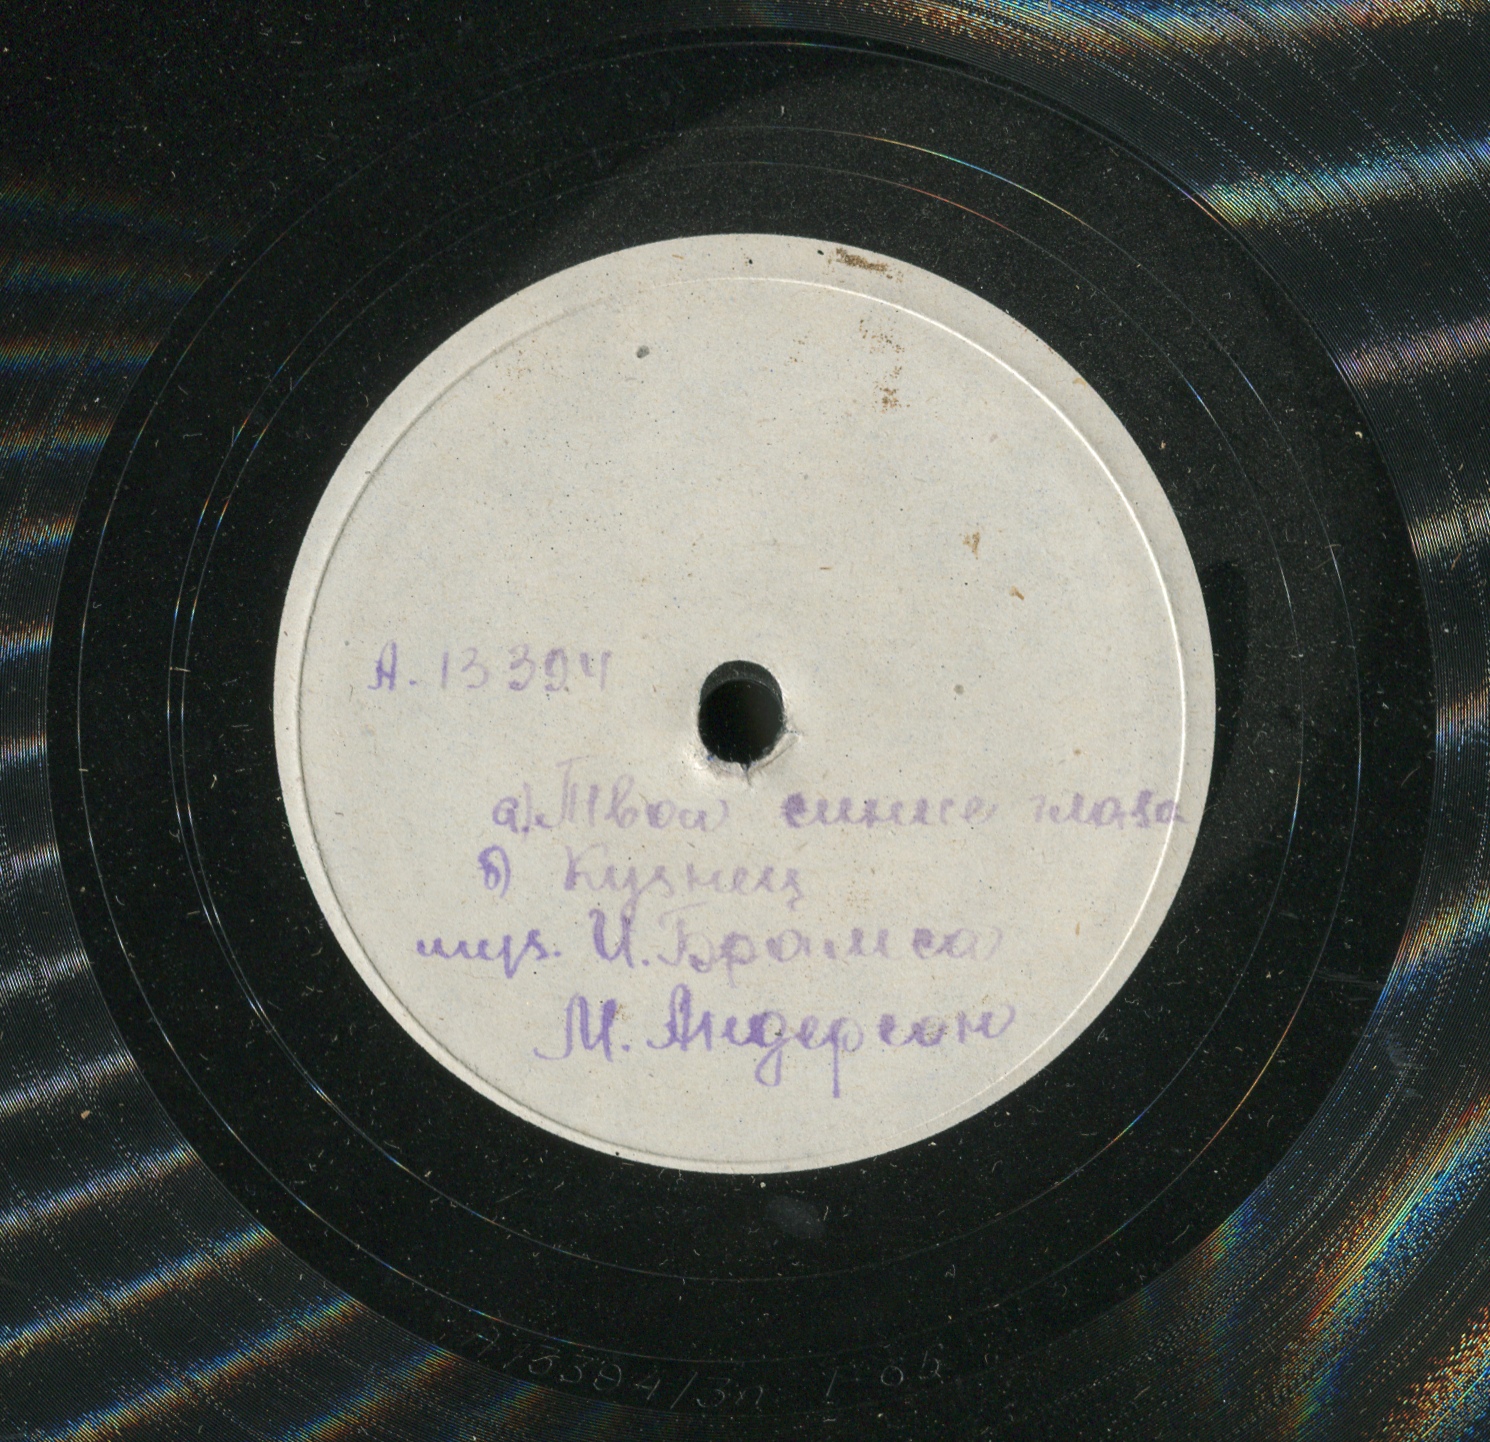 А. 13394
а) Твои синие глаза
б) Кузнец
муз. И. Брамса
М. Андерсон